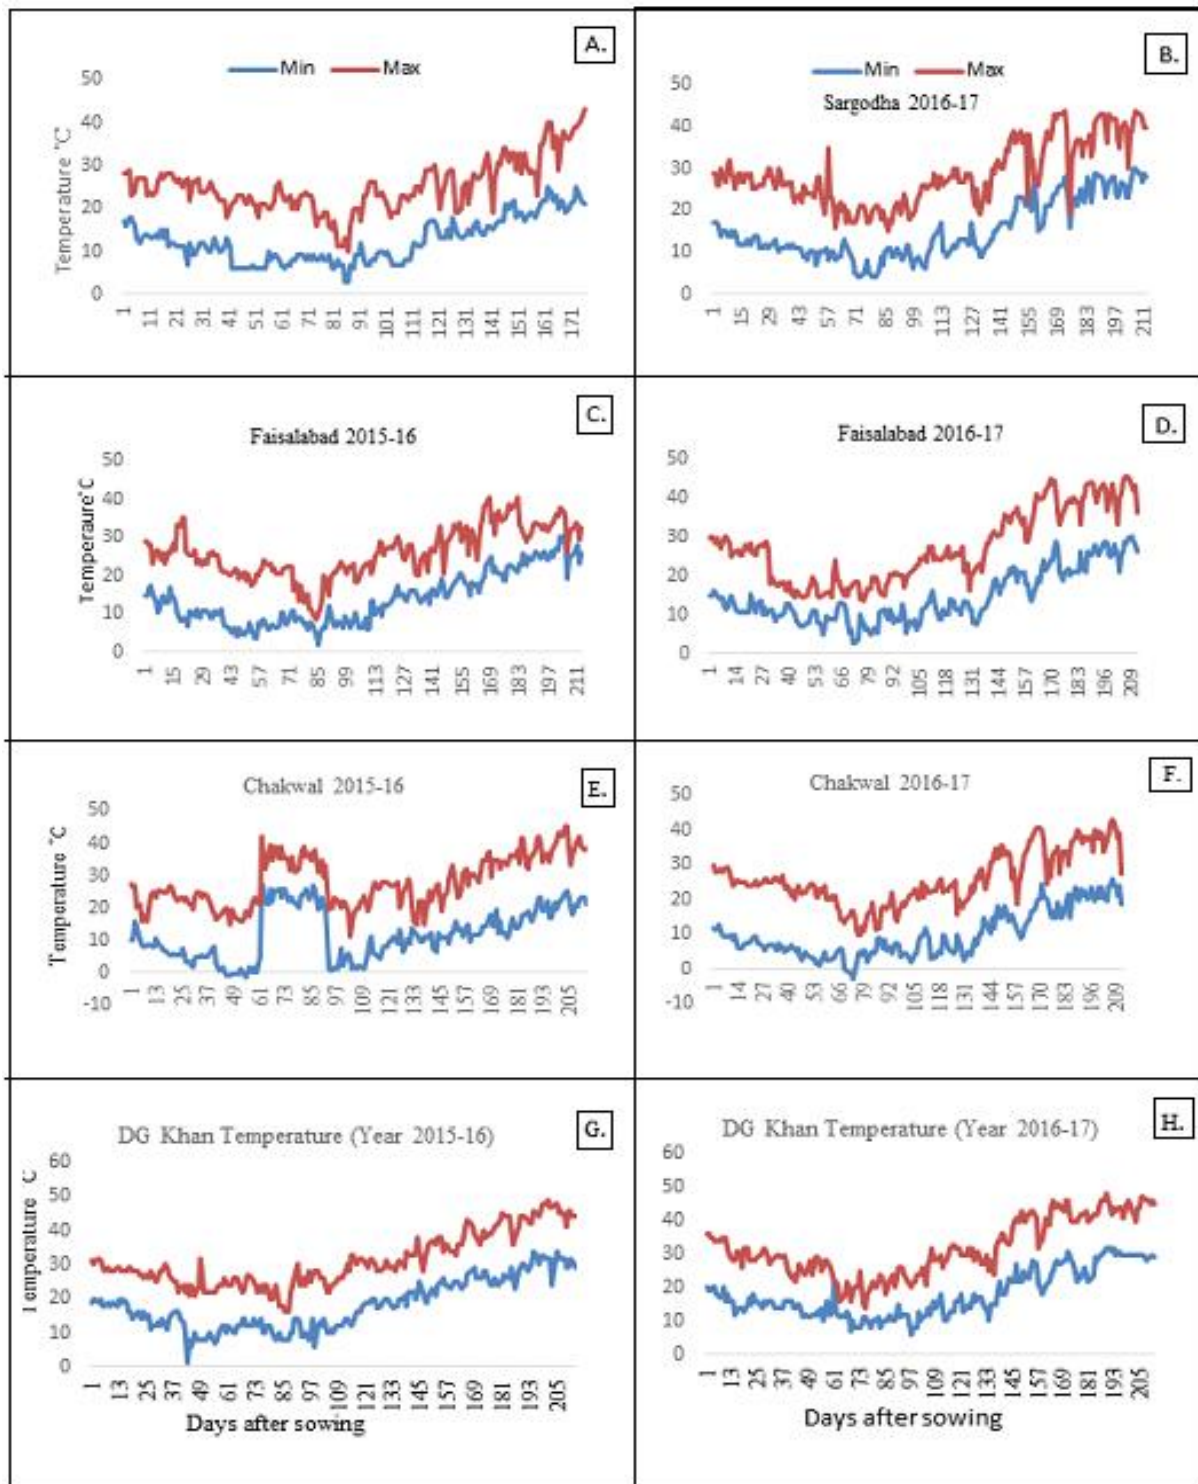 A.
Min Max
50
40
30
20
10
0
Temperature °C
1 11 21 31 41 51 61 71 81 91 101 111 121 131 141 151 161 171
B.
Min Max
Sargodha 2016-17
50
40
30
20
10
0
1 15 29 43 57 71 85 99 113 127 141 155 169 183 197 211
C.
Faisalabad 2015-16
50
40
30
20
10
0
Temperaure°C
1 15 29 43 57 71 85 99 113 127 141 155 169 183 197 211
D.
Faisalabad 2016-17
50
40
30
20
10
0
1 14 27 40 53 66 79 92 105 118 131 144 157 170 183 196 209
E.
Chakwal 2015-16
50
40
30
20
10
0
-10
Temperature °C
1 13 25 37 49 61 73 85 97 109 121 133 145 157 169 181 193 205
F.
Chakwal 2016-17
50
40
30
20
10
0
-10
1 14 27 40 53 66 79 92 105 118 131 144 157 170 183 196 209
G.
DG Khan Temperature (Year 2015-16)
60
50
40
30
20
10
0
Temperature °C
1 13 25 37 49 61 73 85 97 109 121 133 145 157 169 181 193 205
Days after sowing
H.
DG Khan Temperature (Year 2016-17)
60
50
40
30
20
10
0
1 13 25 37 49 61 73 85 97 109 121 133 145 157 169 181 193 205
Days after sowing